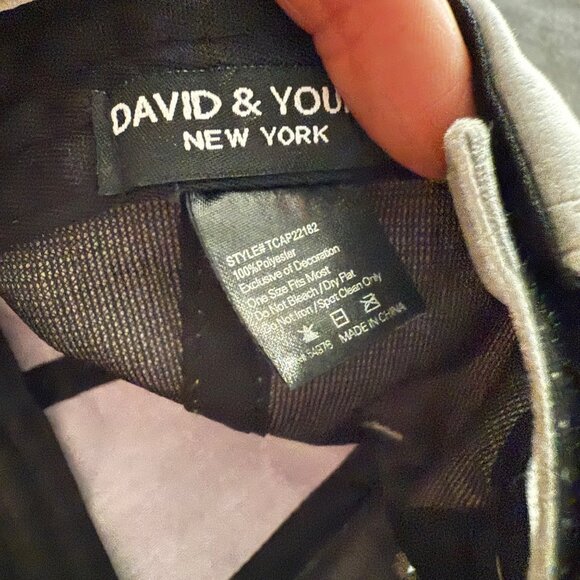 DAVID & YOU
NEW YORK
STYLE# TCAP22182
100%Polyester
Exclusive of Decoration
One Size Fits Most
Do Not Bleach / Dry Flat
Do Not Iron / Spot Clean Only
MADE IN CHINA